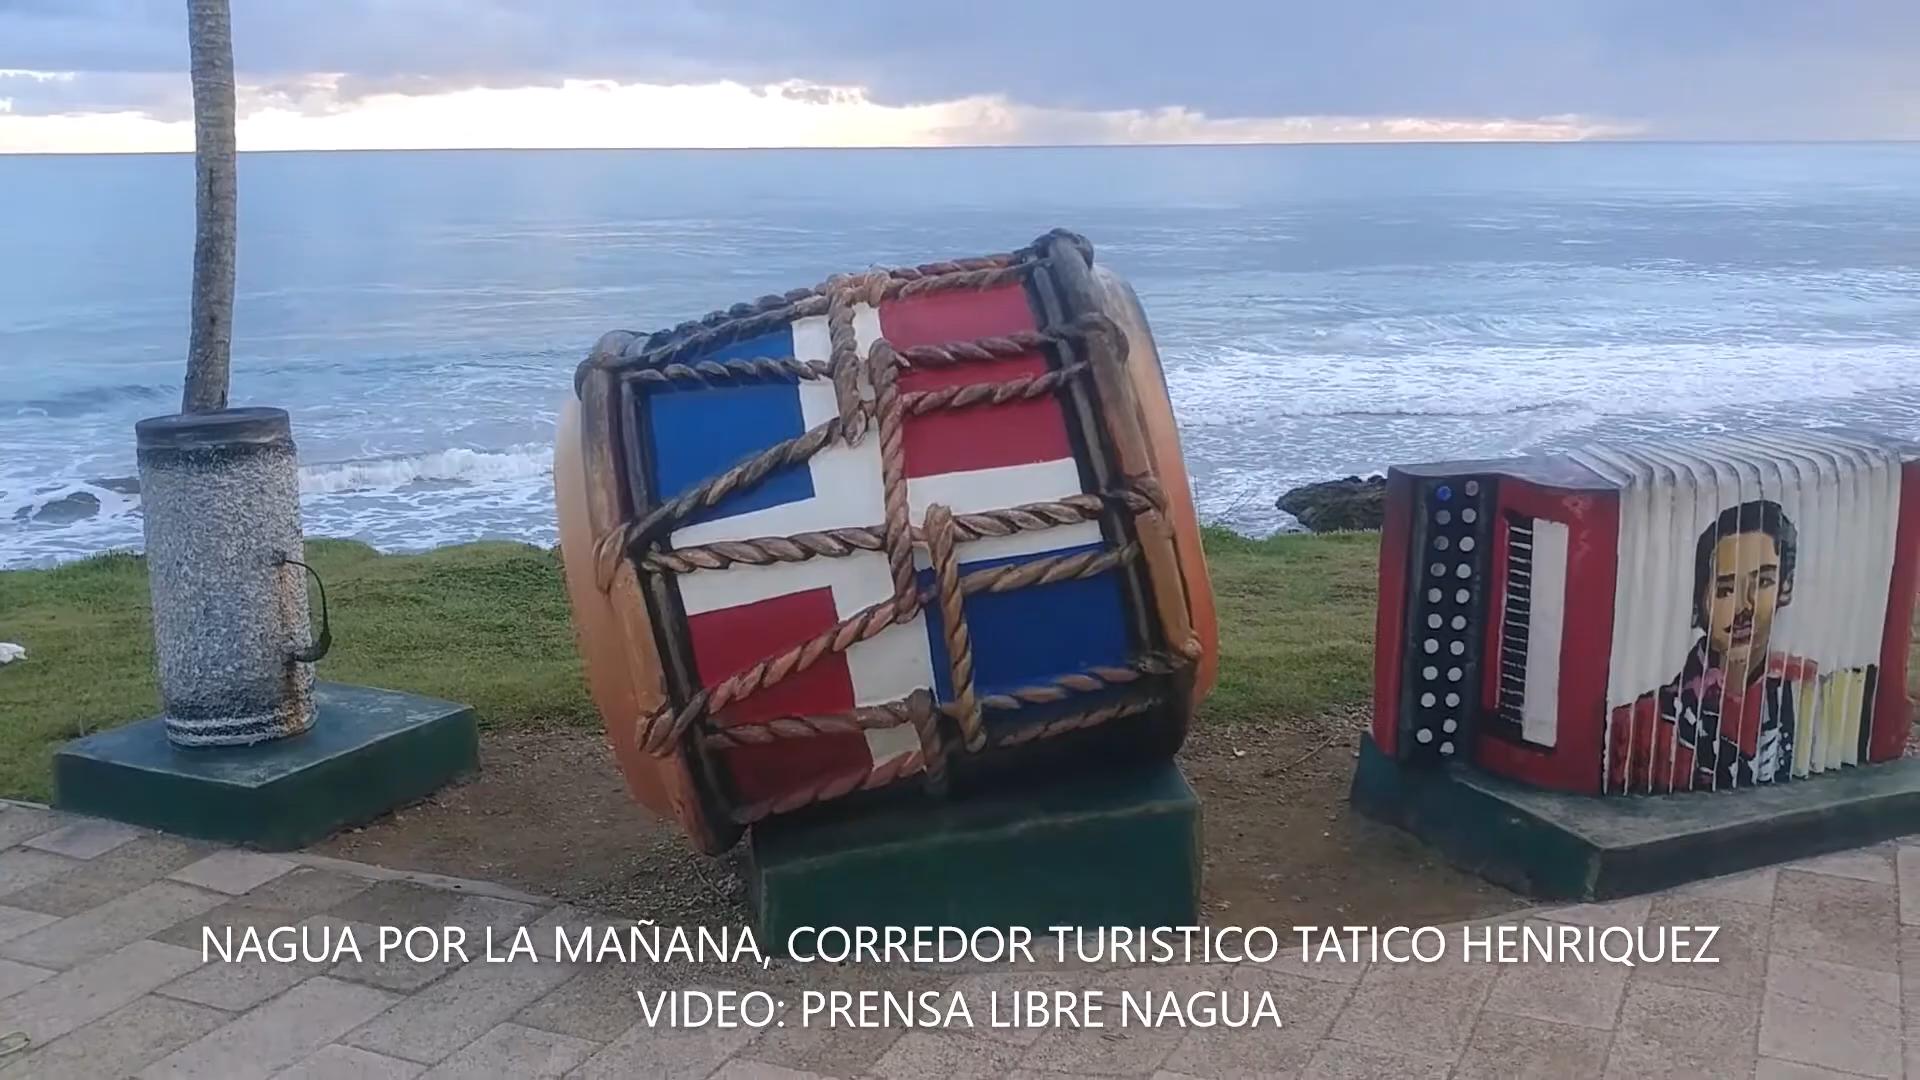 NAGUA POR LA MAÑANA, CORREDOR TURISTICO TATICO HENRIQUEZ
VIDEO: PRENSA LIBRE NAGUA